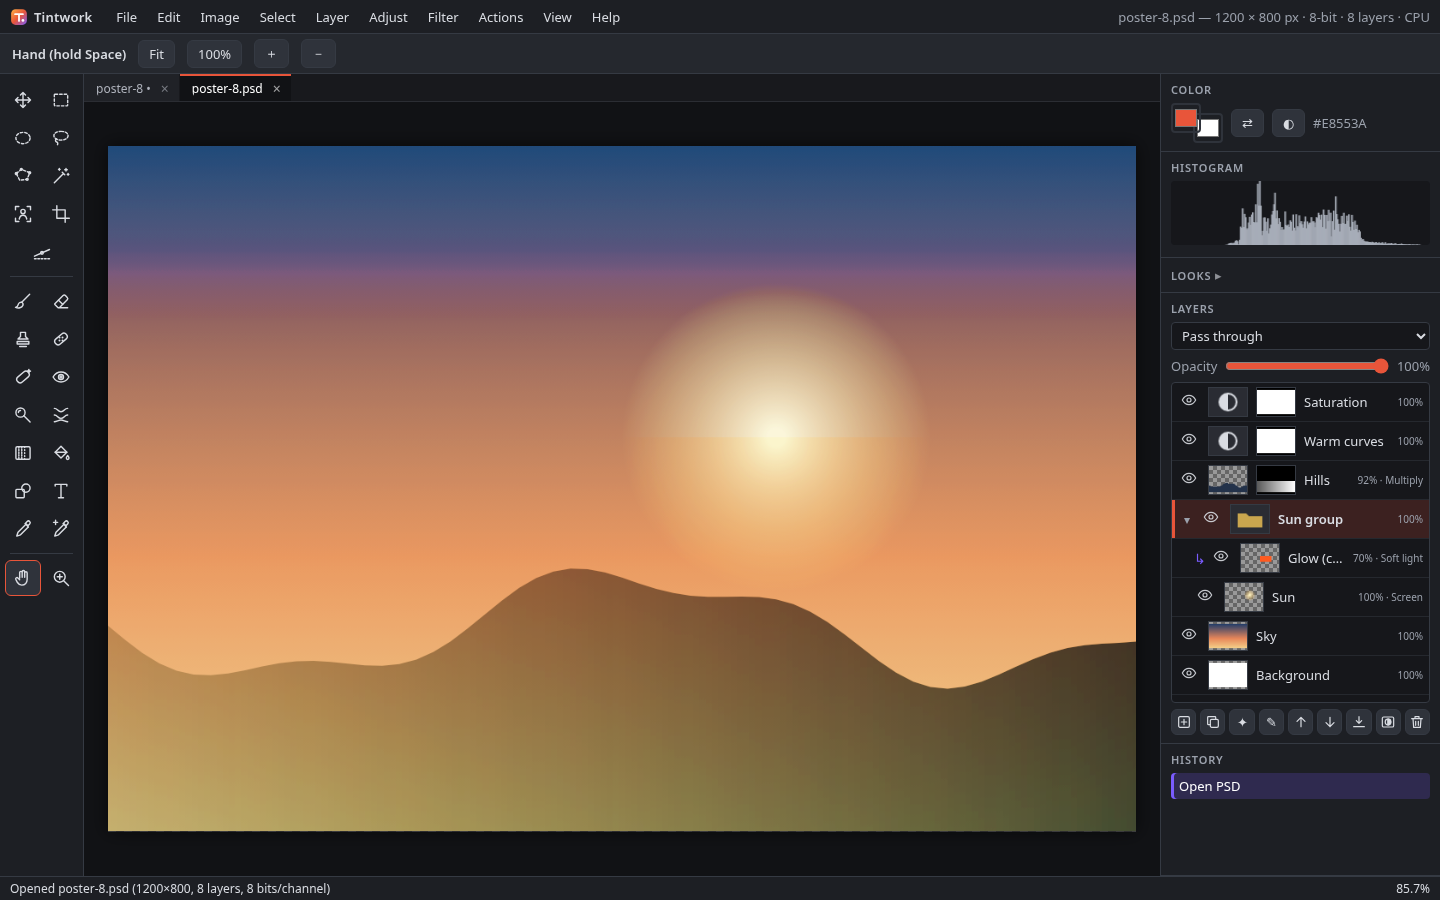 Tintwork File Edit Image Select Layer Adjust Filter Actions View Help poster-8.psd — 1200 × 800 px · 8-bit · 8 layers · CPU
Hand (hold Space) Fit 100% + −
poster-8 • × poster-8.psd ×
COLOR
#E8553A
HISTOGRAM
LOOKS ▸
LAYERS
Pass through
Opacity 100%
Saturation 100%
Warm curves 100%
Hills 92% · Multiply
Sun group 100%
Glow (c... 70% · Soft light
Sun 100% · Screen
Sky 100%
Background 100%
HISTORY
Open PSD
Opened poster-8.psd (1200×800, 8 layers, 8 bits/channel) 85.7%